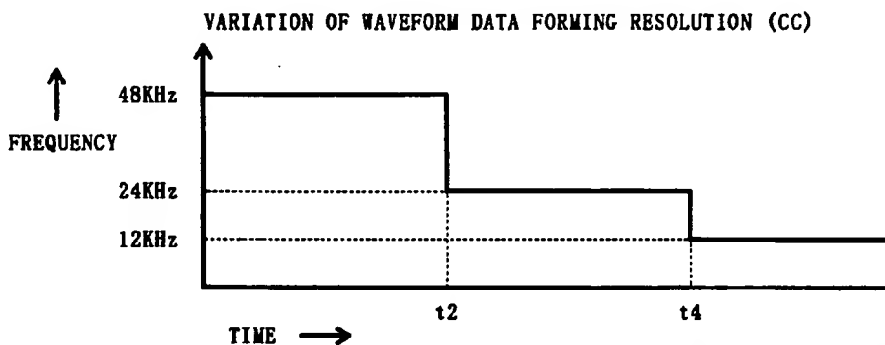 VARIATION OF WAVEFORM DATA FORMING RESOLUTION (CC)
48KHz
FREQUENCY
24KHz
12KHz
t2
t4
TIME